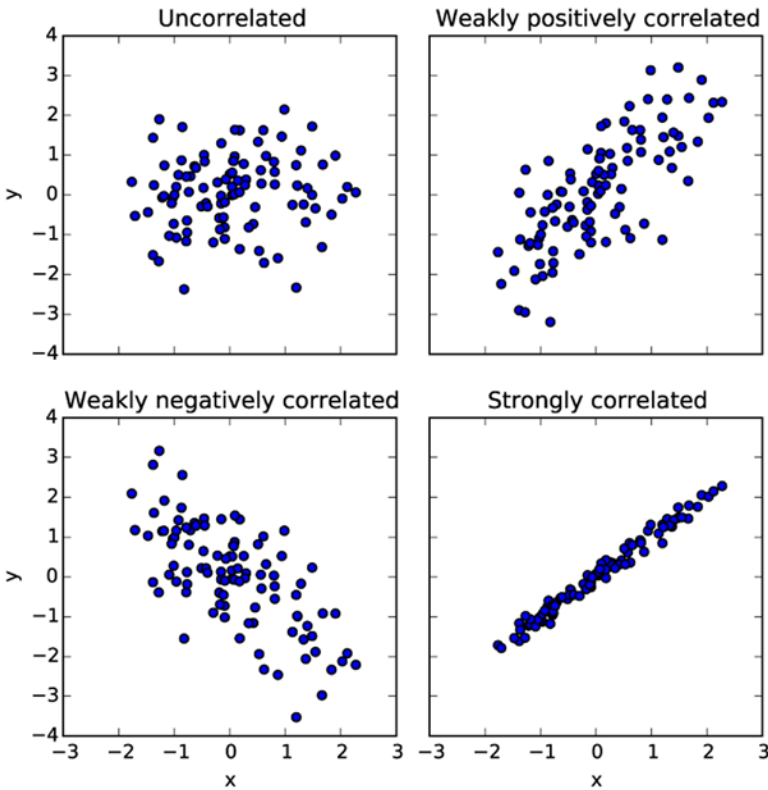 Uncorrelated
Weakly positively correlated
4
3
2
1
0
−1
−2
−3
−4
y
Weakly negatively correlated
Strongly correlated
4
3
2
1
0
−1
−2
−3
−4
y
−3 −2 −1 0 1 2 3
−3 −2 −1 0 1 2 3
x
x